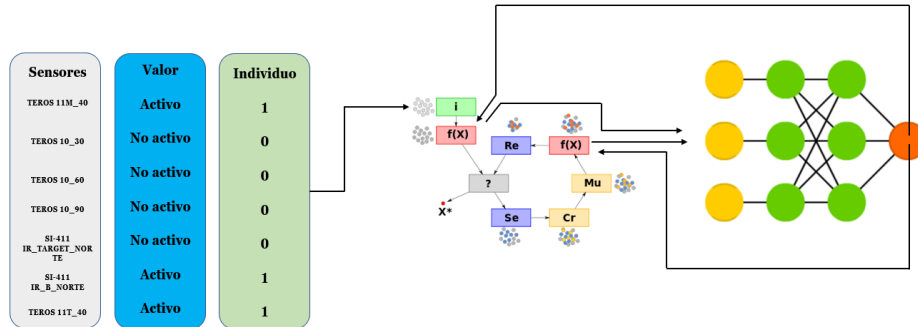 Sensores
Valor
Individuo
TEROS 11M_40
Activo
1
TEROS 10_30
No activo
0
TEROS 10_60
No activo
0
TEROS 10_90
No activo
0
SI-411
IR_TARGET_NOR
TE
No activo
0
SI-411
IR_B_NORTE
Activo
1
TEROS 11T_40
Activo
1
i
f(X)
Re
f(X)
?
Mu
X*
Se
Cr